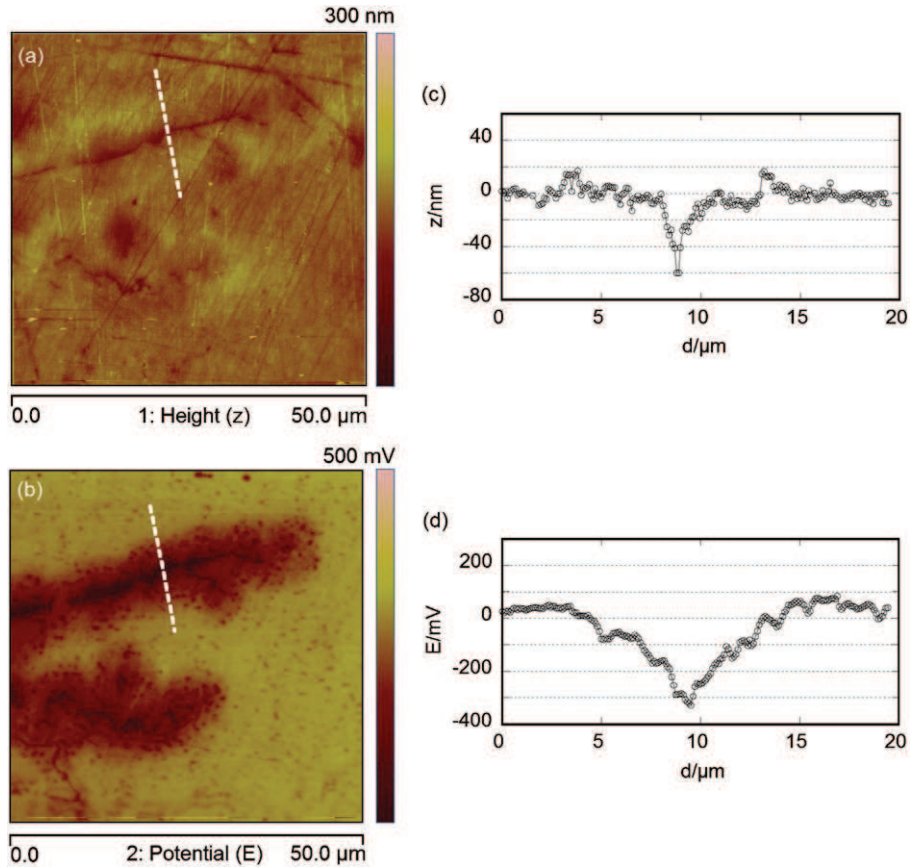 300 nm
(a)
0.0
50.0 µm
1: Height (z)
(c)
40
0
-40
-80
z/nm
0
5
10
15
20
d/µm
500 mV
(b)
0.0
50.0 µm
2: Potential (E)
(d)
200
0
-200
-400
E/mV
0
5
10
15
20
d/µm